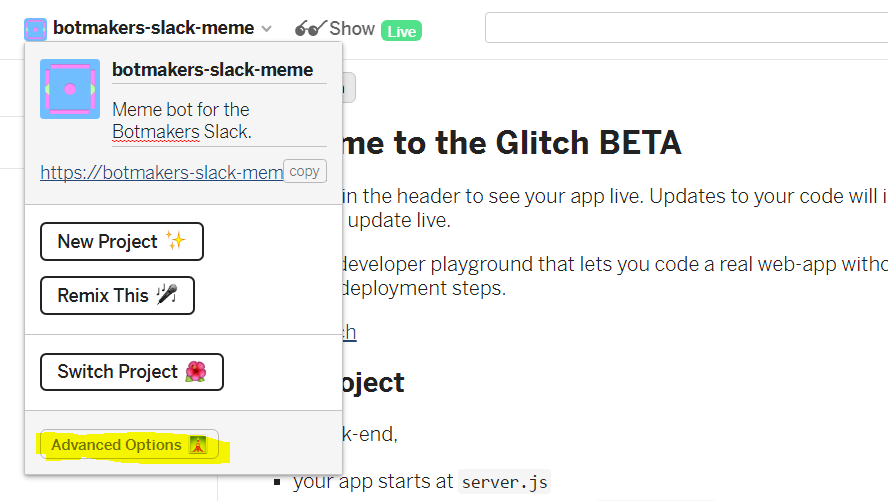 botmakers-slack-meme Show Live
botmakers-slack-meme
Meme bot for the
Botmakers Slack.
https://botmakers-slack-mem copy
New Project
Remix This
Switch Project
Advanced Options
me to the Glitch BETA
in the header to see your app live. Updates to your code will i
update live.
developer playground that lets you code a real web-app witho
deployment steps.
ch
oject
k-end,
your app starts at server.js